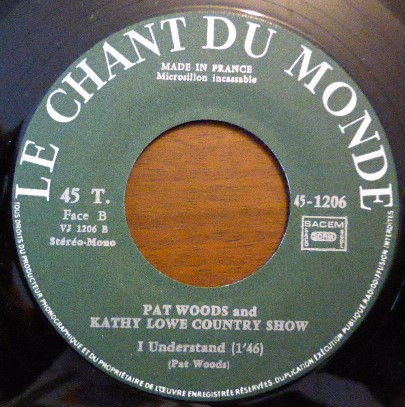 LE CHANT DU MONDE
MADE IN FRANCE
Microsillon incassable
45 T.
Face B
VJ 1206 B
Stéréo-Mono
45-1206
SACEM
SDRM
PAT WOODS and
KATHY LOWE COUNTRY SHOW
I Understand (1'46)
(Pat Woods)
TOUS DROITS DU PRODUCTEUR PHONOGRAPHIQUE ET DU PROPRIÉTAIRE DE L'ŒUVRE ENREGISTRÉE RÉSERVÉS. DUPLICATION EXÉCUTION PUBLIQUE RADIODIFFUSION INTERDITES